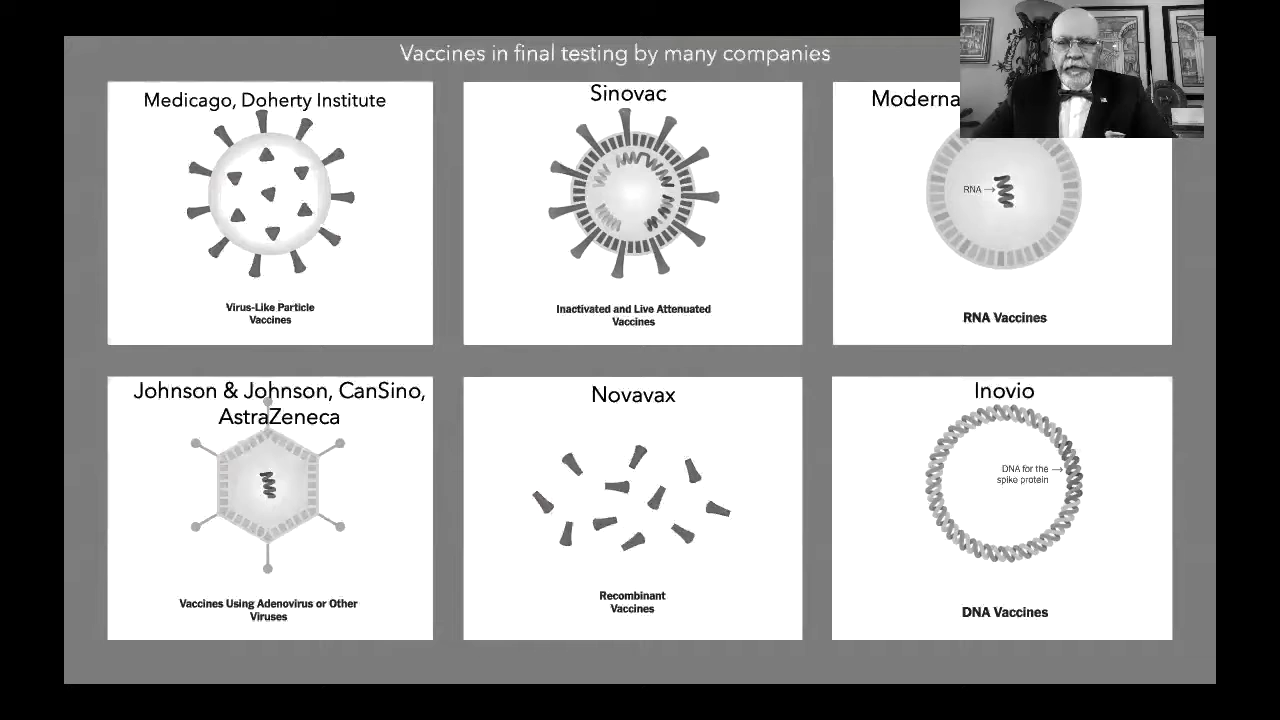 Vaccines in final testing by many companies
Medicago, Doherty Institute
Virus-Like Particle
Vaccines
Sinovac
Inactivated and Live Attenuated
Vaccines
Moderna
RNA
RNA Vaccines
Johnson & Johnson, CanSino,
AstraZeneca
Vaccines Using Adenovirus or Other
Viruses
Novavax
Recombinant
Vaccines
Inovio
DNA for the
spike protein
DNA Vaccines